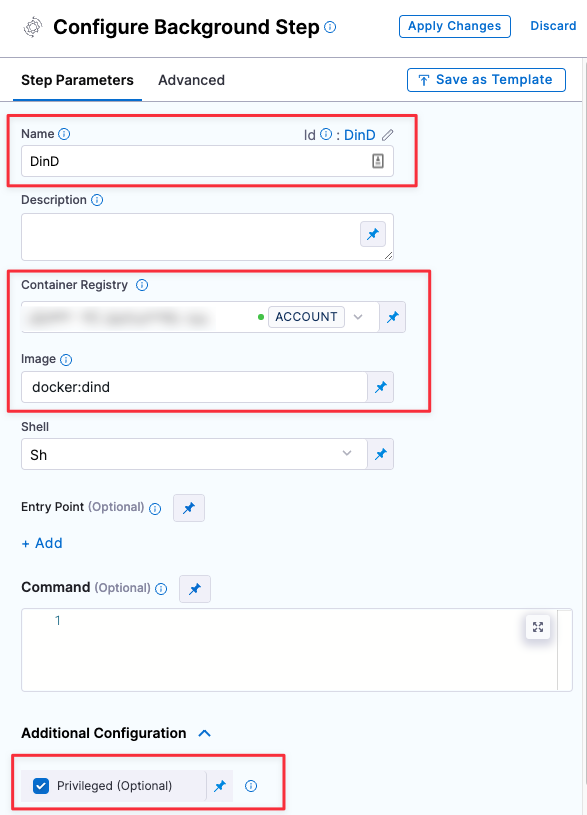 Configure Background Step
Apply Changes
Discard
Step Parameters
Advanced
Save as Template
Name
Id : DinD
DinD
Description
Container Registry
ACCOUNT
Image
docker:dind
Shell
Sh
Entry Point (Optional)
+ Add
Command (Optional)
1
Additional Configuration
Privileged (Optional)